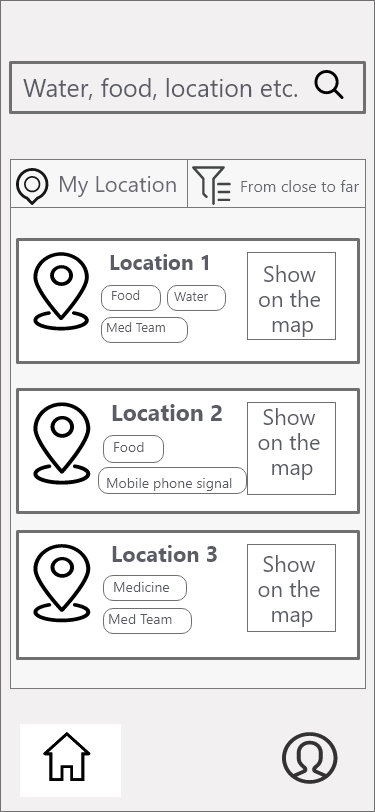 Water, food, location etc.
My Location
From close to far
Location 1
Food
Water
Med Team
Show
on the
map
Location 2
Food
Mobile phone signal
Show
on the
map
Location 3
Medicine
Med Team
Show
on the
map